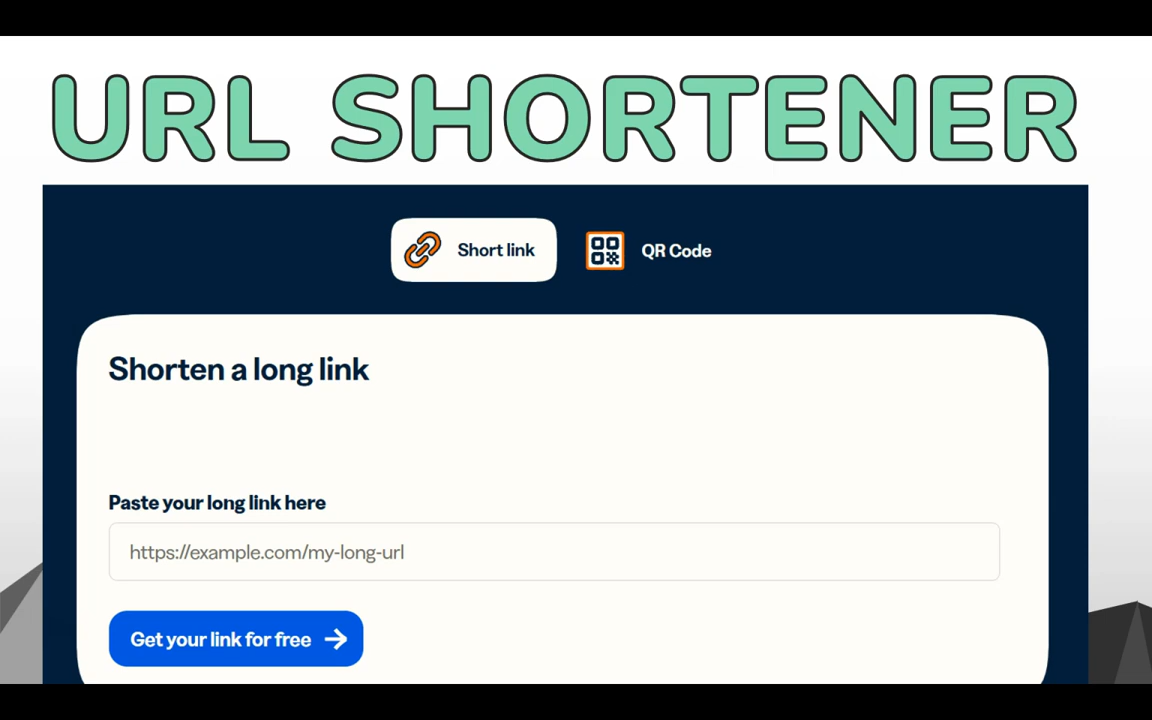 URL SHORTENER
Short link
QR Code
Shorten a long link
Paste your long link here
https://example.com/my-long-url
Get your link for free